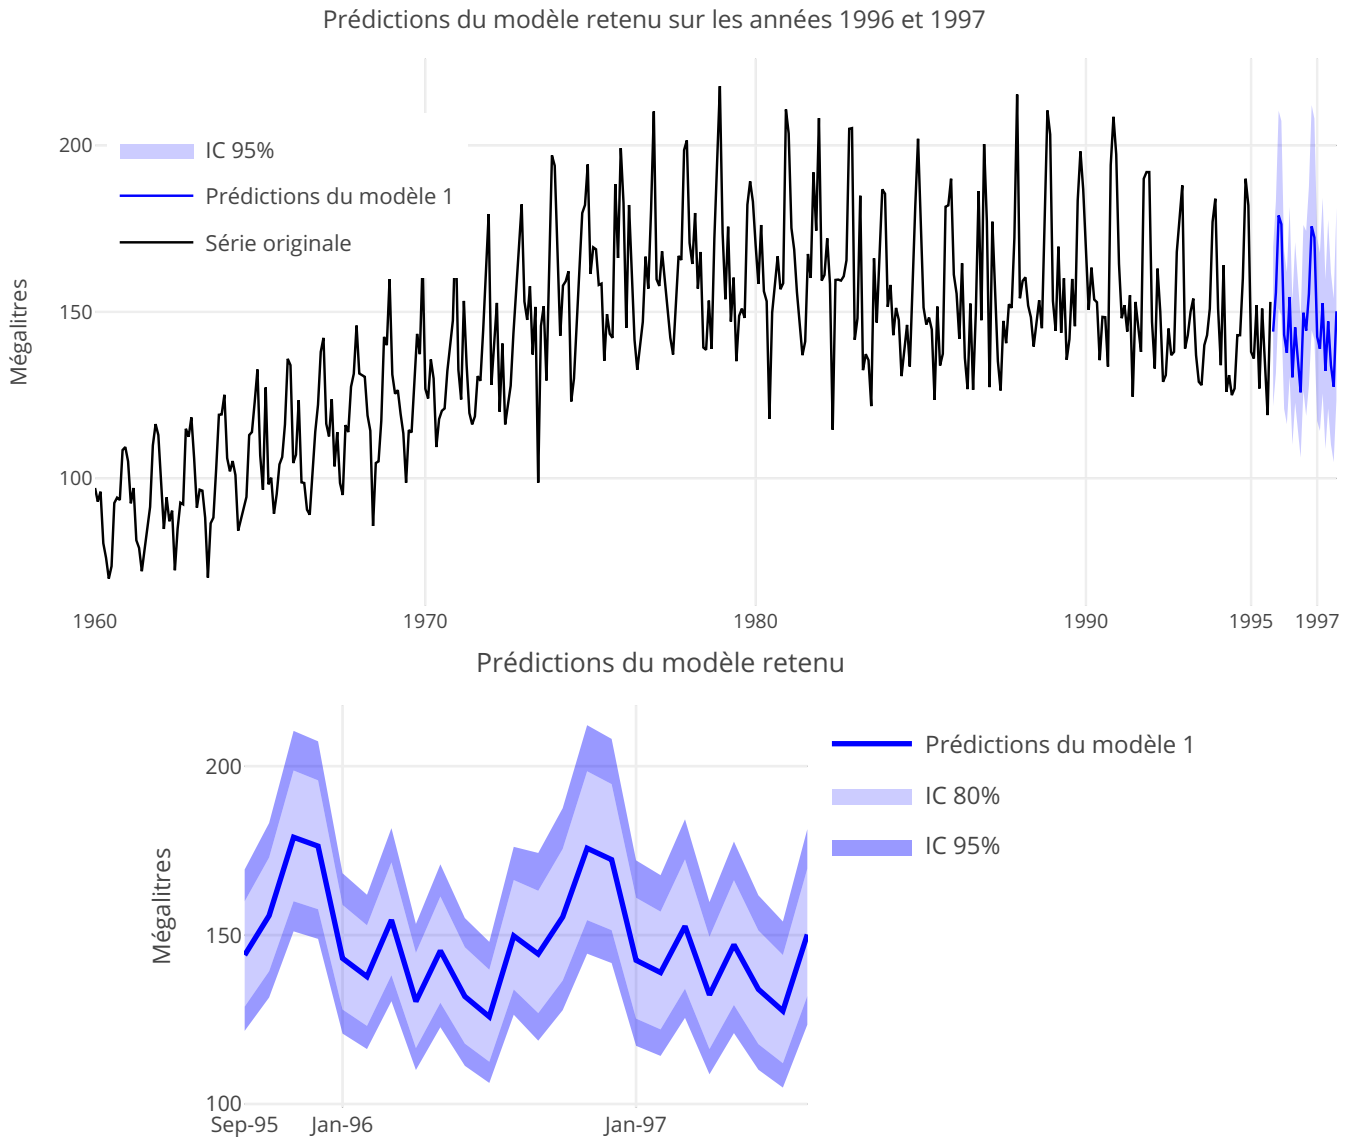 Prédictions du modèle retenu sur les années 1996 et 1997
Mégalitres
200
150
100
IC 95%
Prédictions du modèle 1
Série originale
1960 1970 1980 1990 1995 1997
Prédictions du modèle retenu
Mégalitres
200
150
100
Prédictions du modèle 1
IC 80%
IC 95%
Sep-95 Jan-96 Jan-97